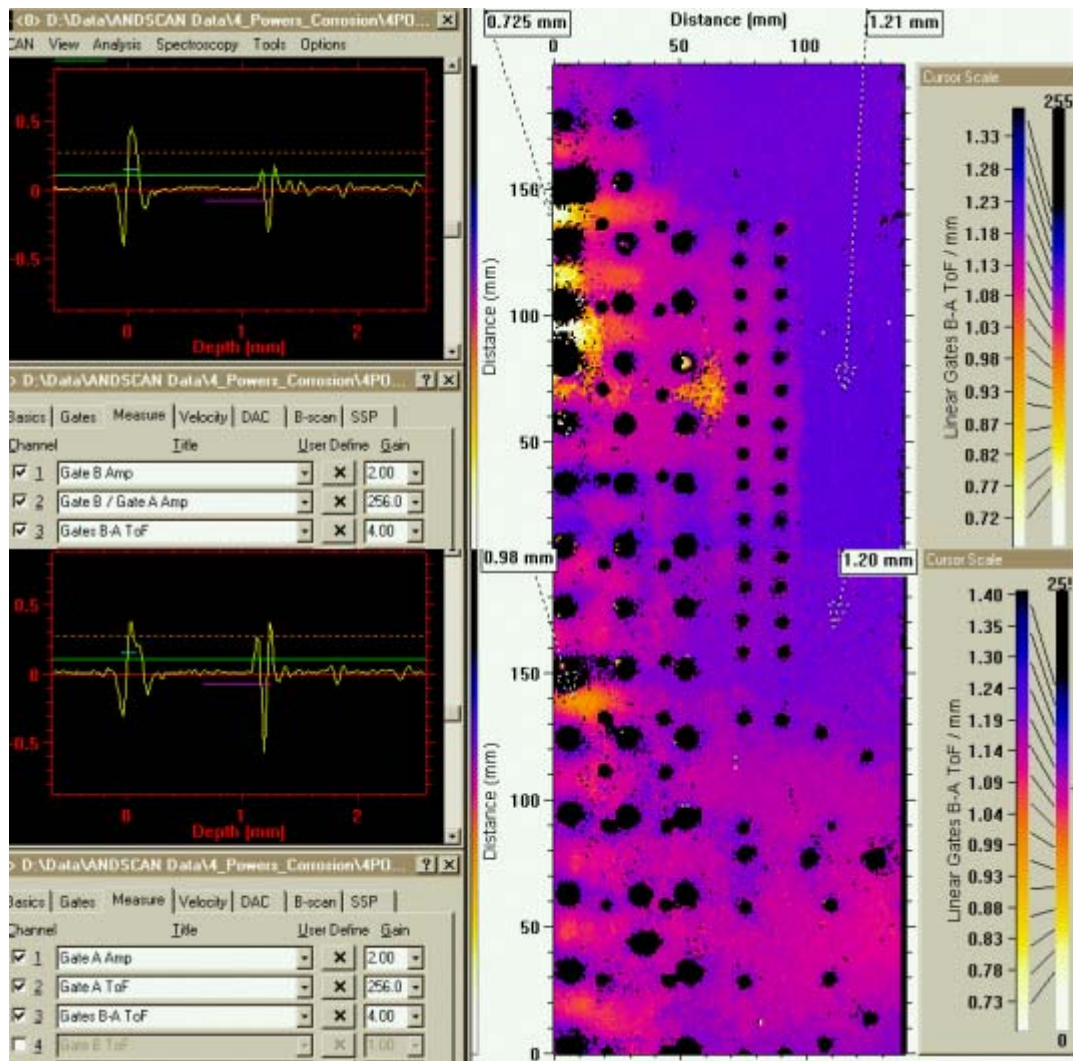 <0> D:\Data\ANDSCAN Data\4_Powers_Corrosion\4PO...
CAN View Analysis Spectroscopy Tools Options
0.5
0
-0.5
0 1 2
Depth [mm]
> D:\Data\ANDSCAN Data\4_Powers_Corrosion\4PO...
Basics Gates Measure Velocity DAC B-scan SSP
Channel Title User Define Gain
1 Gate B Amp X 2.00
2 Gate B / Gate A Amp X 256.0
3 Gates B-A ToF X 4.00
0.5
0
-0.5
0 1 2
Depth [mm]
> D:\Data\ANDSCAN Data\4_Powers_Corrosion\4PO...
Basics Gates Measure Velocity DAC B-scan SSP
Channel Title User Define Gain
1 Gate A Amp X 2.00
2 Gate A ToF X 256.0
3 Gates B-A ToF X 4.00
4 Gate B ToF X 1.00
0.725 mm
Distance (mm)
1.21 mm
0 50 100
150
100
50
Distance (mm)
0.98 mm
1.20 mm
150
100
50
0
Distance (mm)
0 50 100
Cursor Scale
255
1.33
1.28
1.23
1.18
1.13
1.08
1.03
0.98
0.93
0.87
0.82
0.77
0.72
Linear Gates B-A ToF / mm
Cursor Scale
255
1.40
1.35
1.30
1.24
1.19
1.14
1.09
1.04
0.99
0.93
0.88
0.83
0.78
0.73
0
Linear Gates B-A ToF / mm